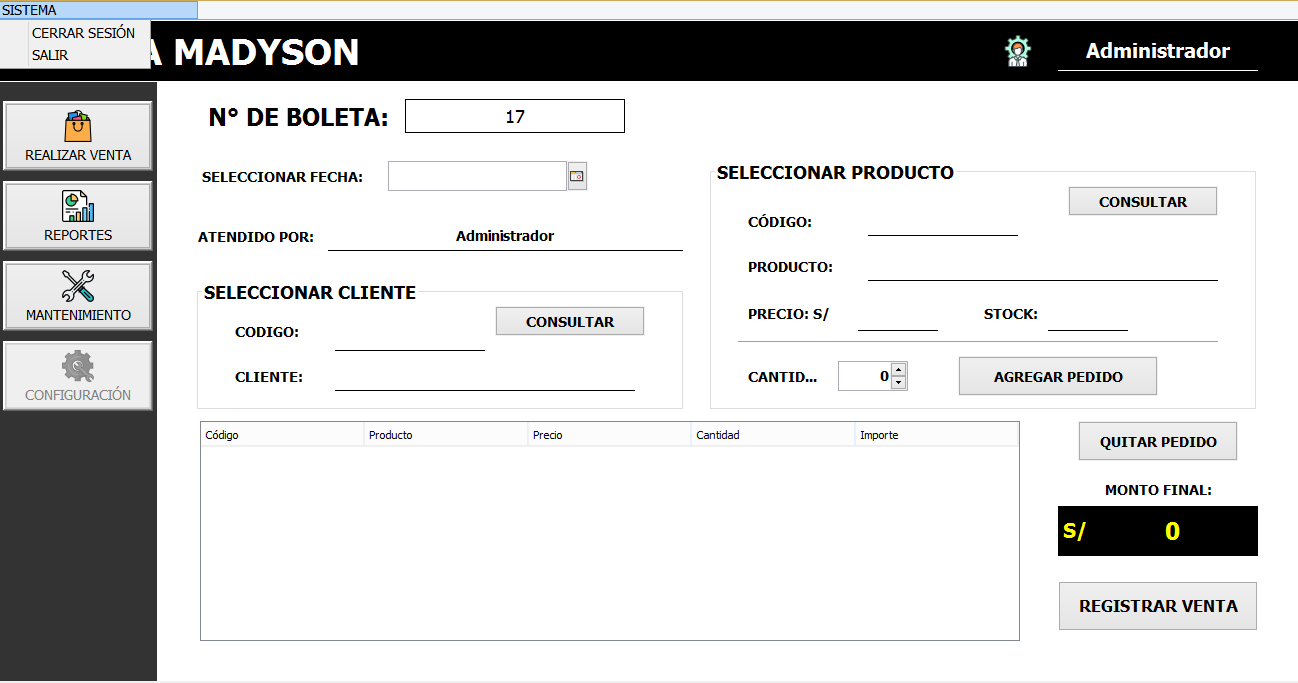 SISTEMA
CERRAR SESIÓN
SALIR
MADYSON
Administrador
REALIZAR VENTA
REPORTES
MANTENIMIENTO
CONFIGURACIÓN
N° DE BOLETA: 17
SELECCIONAR FECHA:
ATENDIDO POR: Administrador
SELECCIONAR CLIENTE
CODIGO:
CONSULTAR
CLIENTE:
SELECCIONAR PRODUCTO
CONSULTAR
CÓDIGO:
PRODUCTO:
PRECIO: S/ STOCK:
CANTID... 0 AGREGAR PEDIDO
Código Producto Precio Cantidad Importe
QUITAR PEDIDO
MONTO FINAL:
S/ 0
REGISTRAR VENTA